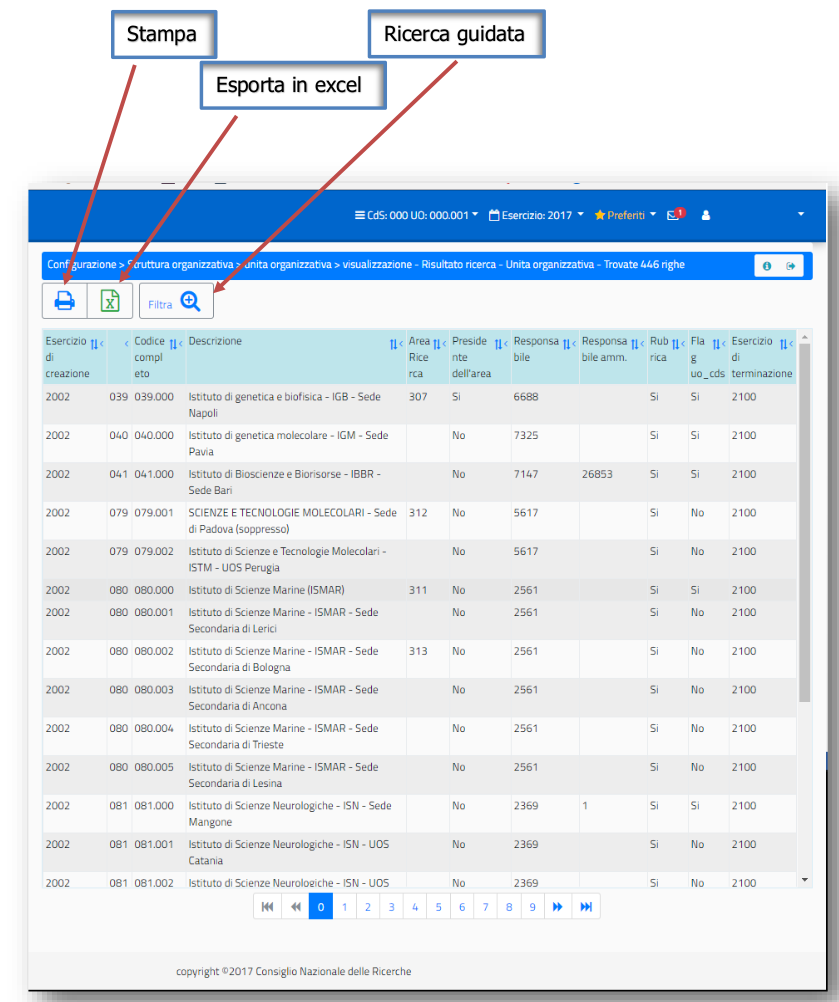 Stampa
Ricerca guidata
Esporta in excel
CdS: 000 UO: 000.001 Esercizio: 2017 Preferiti 1
Configurazione > Struttura organizzativa > unita organizzativa > visualizzazione - Risultato ricerca - Unita organizzativa - Trovate 446 righe
Filtra
Esercizio Codice Descrizione Area Preside Responsa Responsa Rub Fla Esercizio
di compl Rice nte bile bile amm. rica g di
creazione eto rca dell'area uo_cds terminazione
2002 039 039.000 Istituto di genetica e biofisica - IGB - Sede 307 Si 6688 Si Si 2100
Napoli
2002 040 040.000 Istituto di genetica molecolare - IGM - Sede No 7325 Si Si 2100
Pavia
2002 041 041.000 Istituto di Bioscienze e Biorisorse - IBBR - No 7147 26853 Si Si 2100
Sede Bari
2002 079 079.001 SCIENZE E TECNOLOGIE MOLECOLARI - Sede 312 No 5617 Si No 2100
di Padova (soppresso)
2002 079 079.002 Istituto di Scienze e Tecnologie Molecolari - No 5617 Si No 2100
ISTM - UOS Perugia
2002 080 080.000 Istituto di Scienze Marine (ISMAR) 311 No 2561 Si Si 2100
2002 080 080.001 Istituto di Scienze Marine - ISMAR - Sede No 2561 Si No 2100
Secondaria di Lerici
2002 080 080.002 Istituto di Scienze Marine - ISMAR - Sede 313 No 2561 Si No 2100
Secondaria di Bologna
2002 080 080.003 Istituto di Scienze Marine - ISMAR - Sede No 2561 Si No 2100
Secondaria di Ancona
2002 080 080.004 Istituto di Scienze Marine - ISMAR - Sede No 2561 Si No 2100
Secondaria di Trieste
2002 080 080.005 Istituto di Scienze Marine - ISMAR - Sede No 2561 Si No 2100
Secondaria di Lesina
2002 081 081.000 Istituto di Scienze Neurologiche - ISN - Sede No 2369 1 Si Si 2100
Mangone
2002 081 081.001 Istituto di Scienze Neurologiche - ISN - UOS No 2369 Si No 2100
Catania
2002 081 081.002 Istituto di Scienze Neurologiche - ISN - UOS No 2369 Si No 2100
0 1 2 3 4 5 6 7 8 9
copyright ©2017 Consiglio Nazionale delle Ricerche